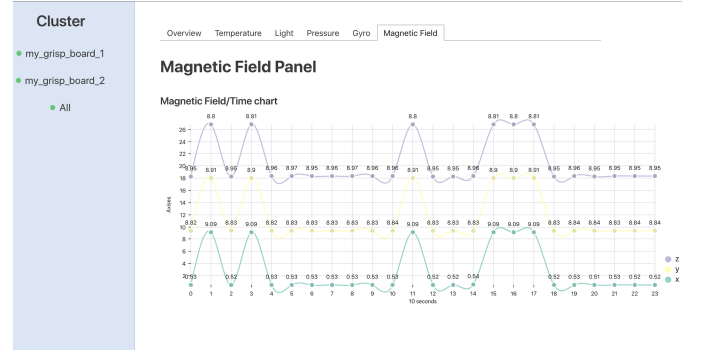 Cluster
my_grisp_board_1
my_grisp_board_2
All
Overview Temperature Light Pressure Gyro Magnetic Field
Magnetic Field Panel
Magnetic Field/Time chart
8.8 8.81 8.8 8.81 8.8 8.81
26
24
22
20
8.95 8.96 8.97 8.95 8.96 8.97 8.96 8.96 8.95 8.95 8.96 8.95 8.96 8.95 8.95 8.95 8.95
18
8.91 8.9 8.91 8.9 8.9 8.91
16
14
12
10
8.82 8.83 8.82 8.83 8.83 8.83 8.83 8.83 8.84 8.83 8.83 8.83 8.83 8.84 8.84 8.83 8.83 8.84
9.09 9.09 9.09 9.09 9.09 9.09
8
6
4
2
0.53 0.52 0.53 0.53 0.53 0.53 0.53 0.53 0.53 0.52 0.52 0.54 0.52 0.53 0.51 0.53 0.52 0.52
0 1 2 3 4 5 6 7 8 9 10 11 12 13 14 15 16 17 18 19 20 21 22 23
10 seconds
Axises
z
y
x